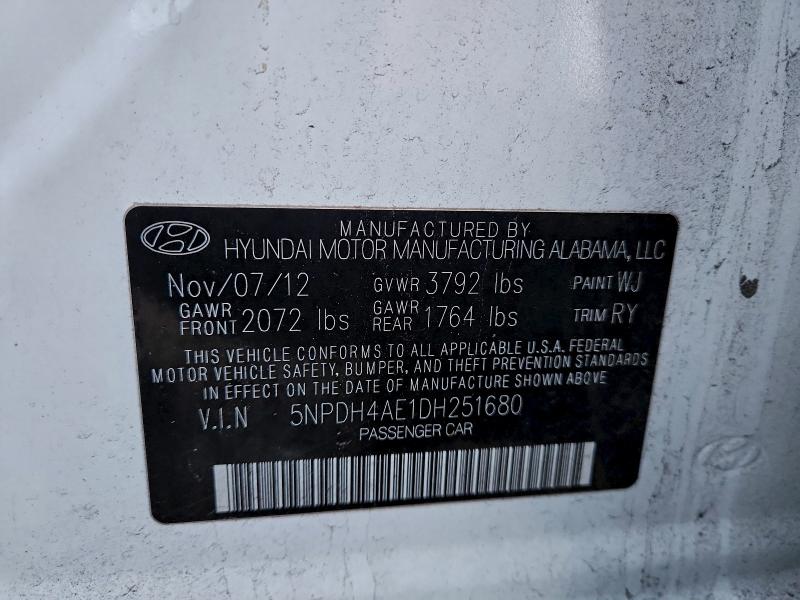 MANUFACTURED BY
HYUNDAI MOTOR MANUFACTURING ALABAMA, LLC
Nov/07/12 GVWR 3792 lbs PAINT WJ
GAWR FRONT 2072 lbs GAWR REAR 1764 lbs TRIM RY
THIS VEHICLE CONFORMS TO ALL APPLICABLE U.S.A. FEDERAL
MOTOR VEHICLE SAFETY, BUMPER, AND THEFT PREVENTION STANDARDS
IN EFFECT ON THE DATE OF MANUFACTURE SHOWN ABOVE
V.I.N 5NPDH4AE1DH251680
PASSENGER CAR